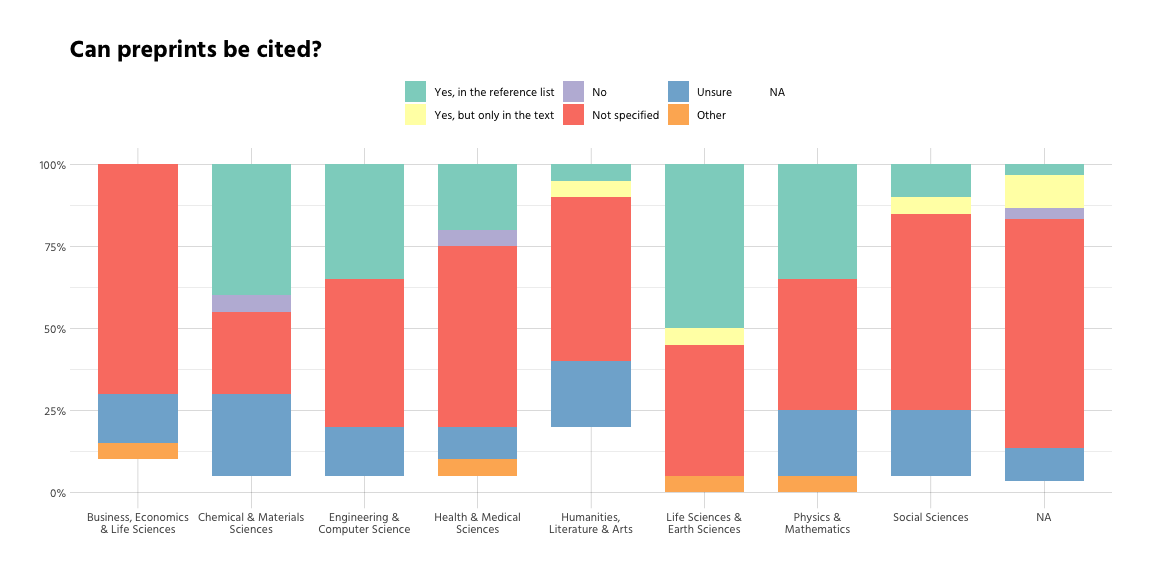 Can preprints be cited?
Yes, in the reference list No Unsure NA
Yes, but only in the text Not specified Other
100%
75%
50%
25%
0%
Business, Economics & Life Sciences
Chemical & Materials Sciences
Engineering & Computer Science
Health & Medical Sciences
Humanities, Literature & Arts
Life Sciences & Earth Sciences
Physics & Mathematics
Social Sciences
NA